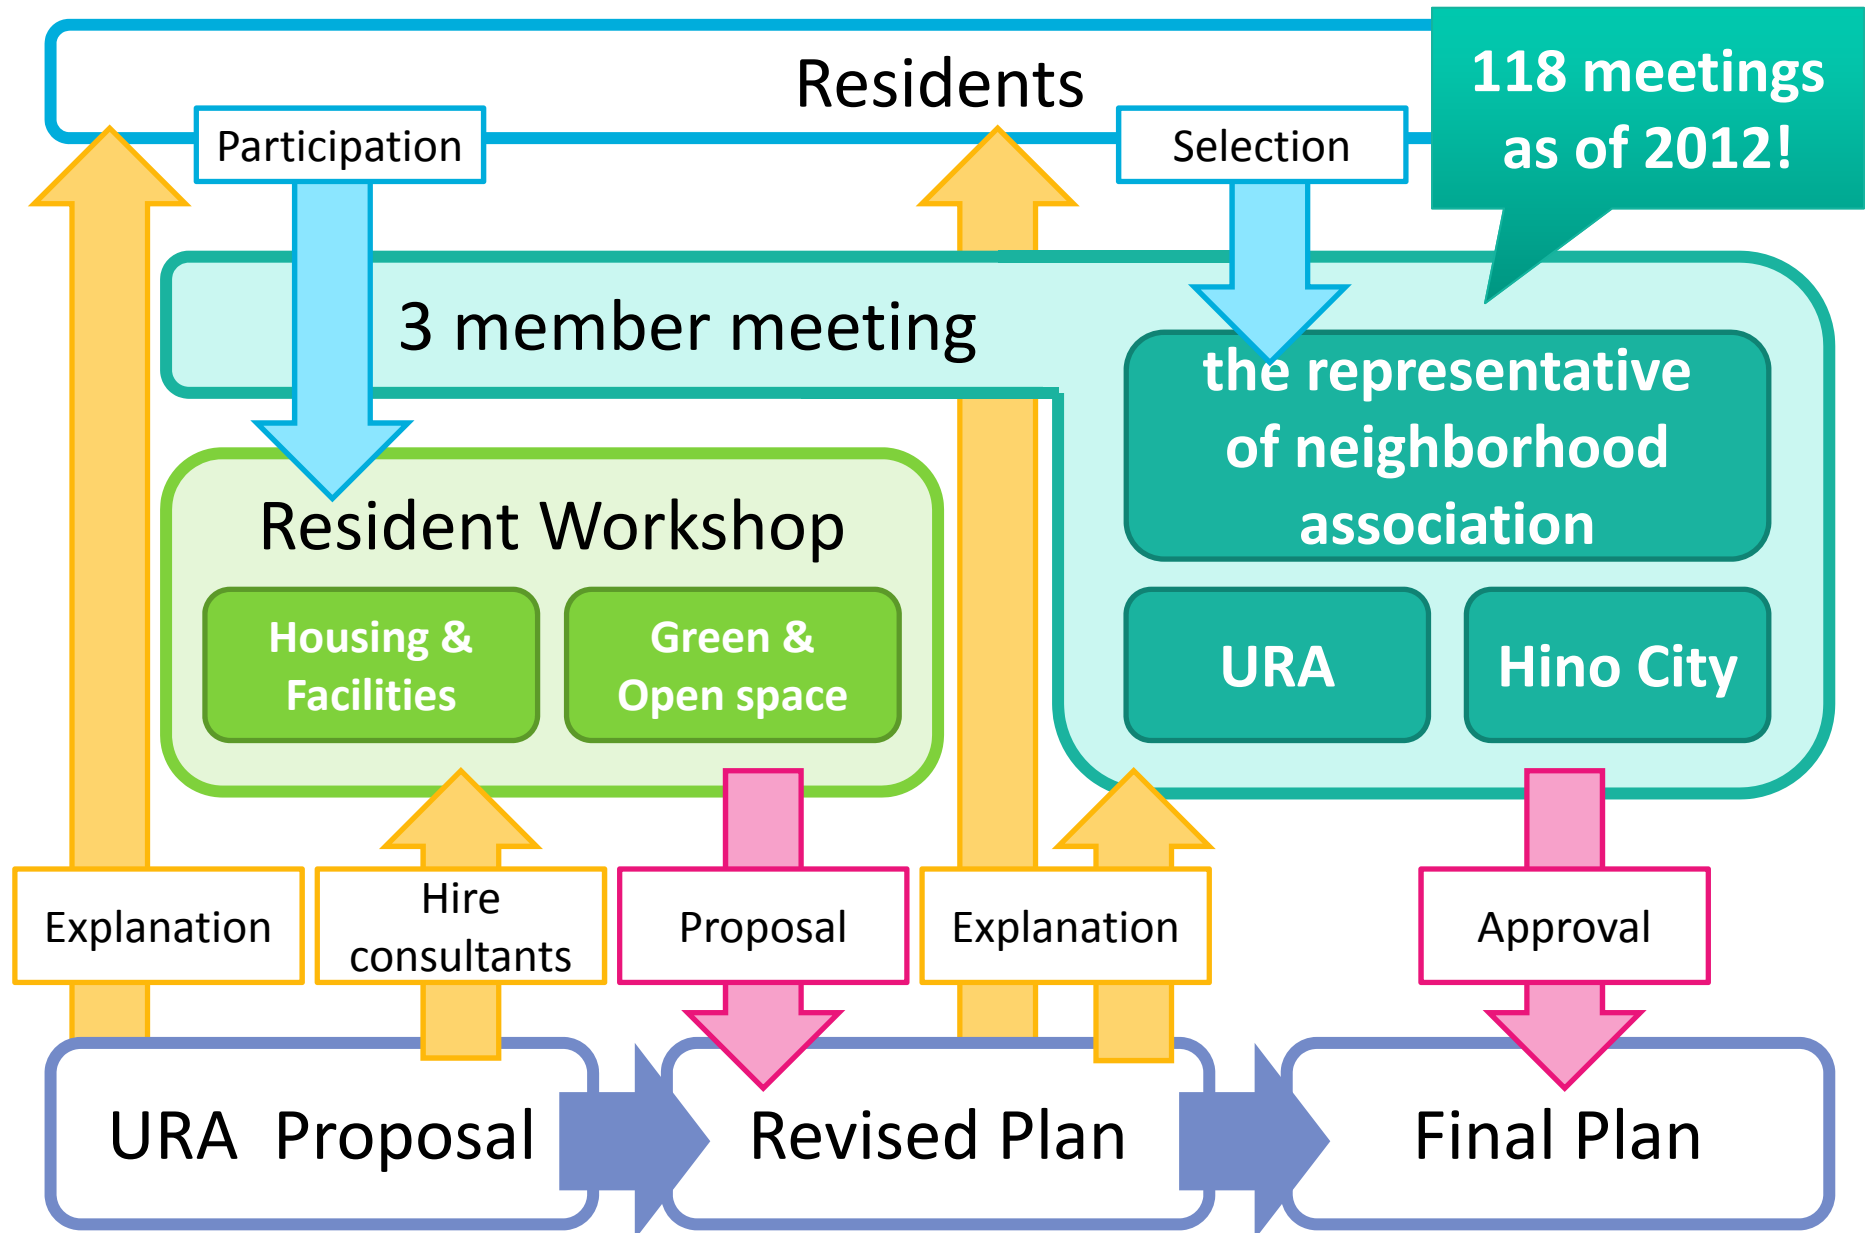 Residents
118 meetings
as of 2012!
Participation
Selection
3 member meeting
the representative
of neighborhood
association
Resident Workshop
Housing &
Facilities
Green &
Open space
URA
Hino City
Explanation
Hire
consultants
Proposal
Explanation
Approval
URA  Proposal
Revised Plan
Final Plan